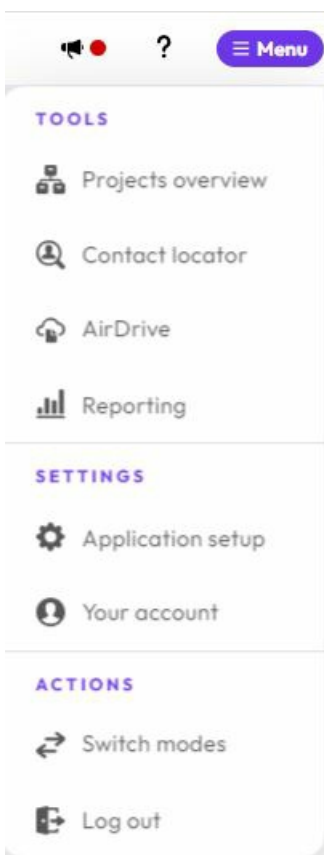 ?
Menu
TOOLS
Projects overview
Contact locator
AirDrive
Reporting
SETTINGS
Application setup
Your account
ACTIONS
Switch modes
Log out